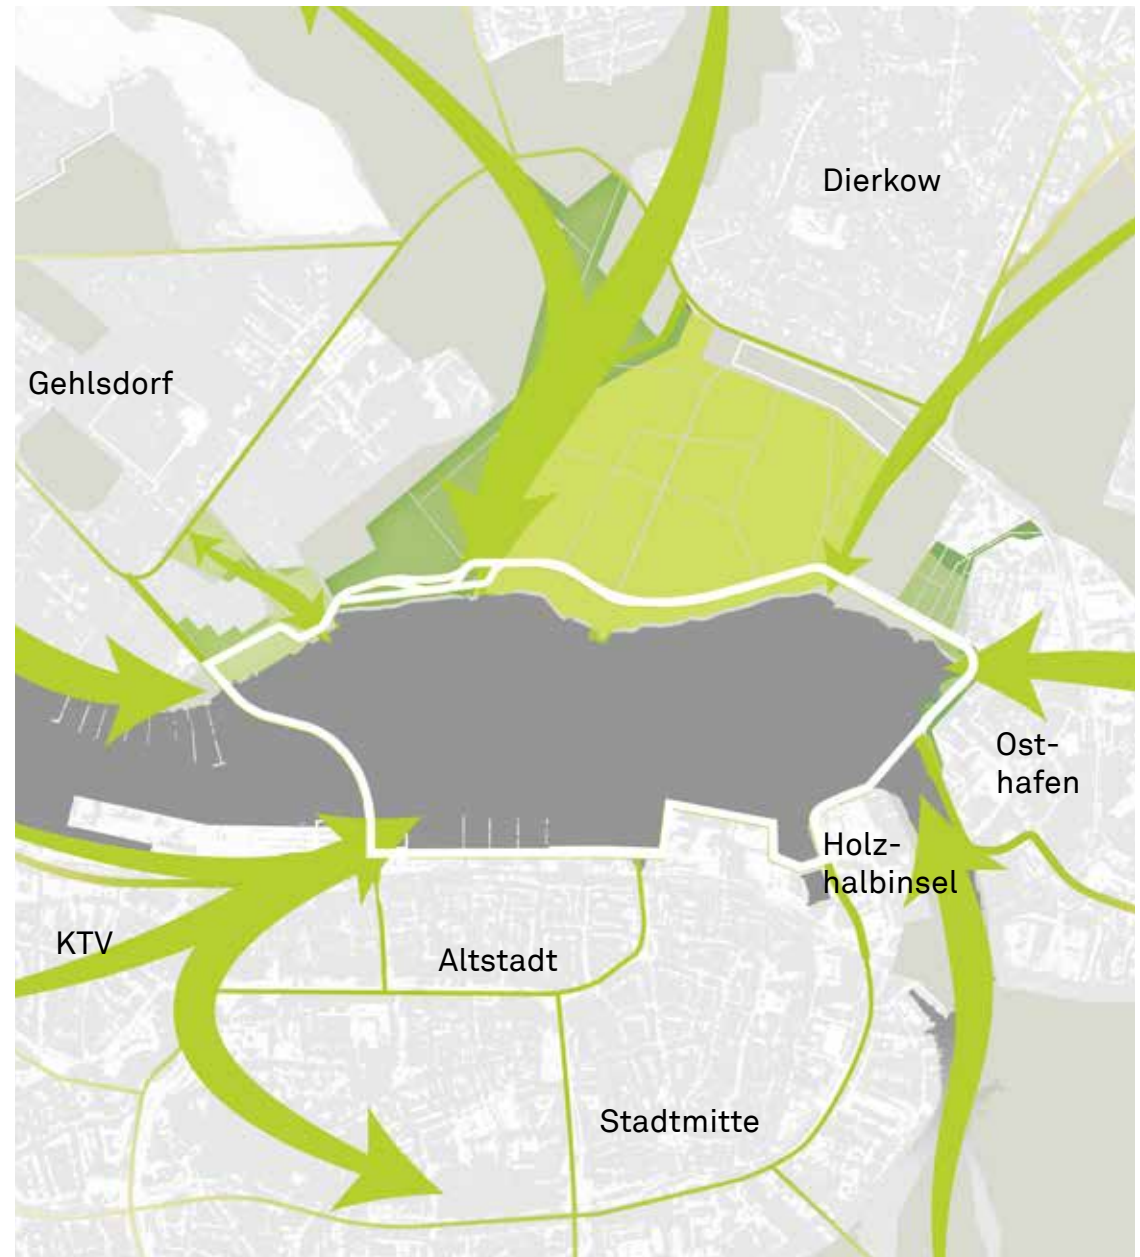 Dierkow
Gehlsdorf
Ost-
hafen
Holz-
halbinsel
KTV
Altstadt
Stadtmitte